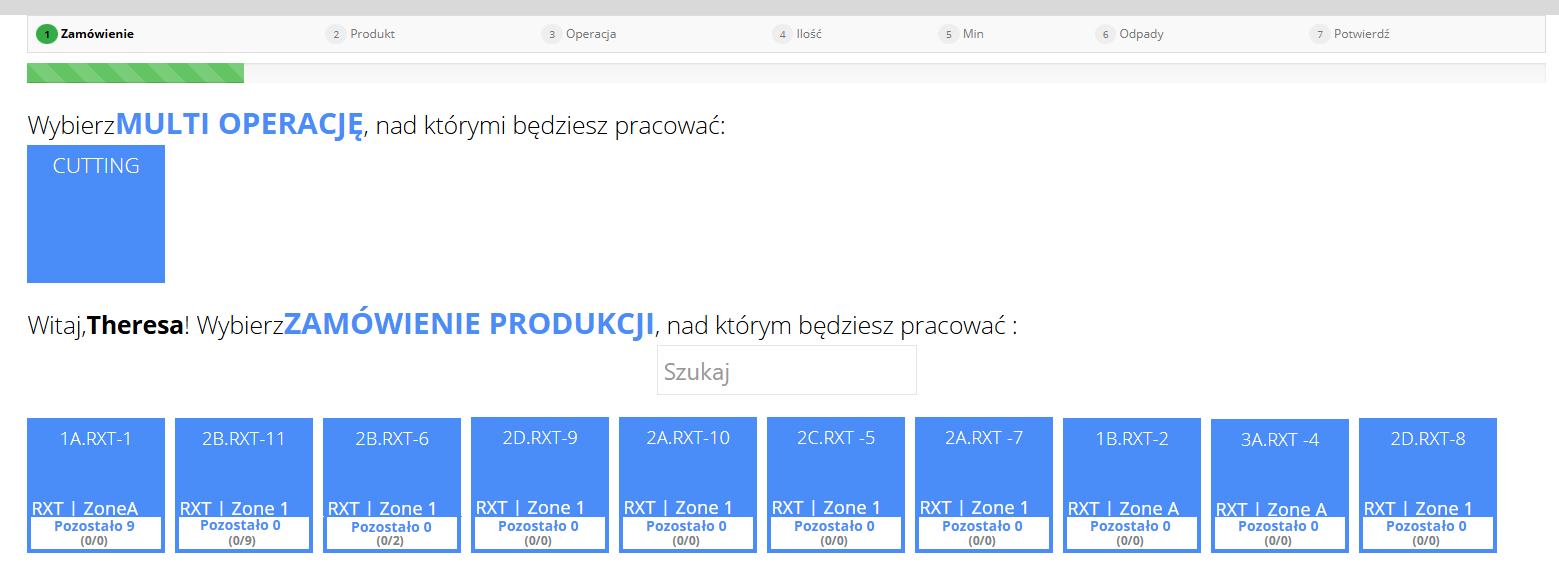 1 Zamówienie 2 Produkt 3 Operacja 4 Ilość 5 Min 6 Odpady 7 Potwierdź
WybierzMULTI OPERACJĘ, nad którymi będziesz pracować:
CUTTING
Witaj,Theresa! WybierzZAMÓWIENIE PRODUKCJI, nad którym będziesz pracować :
Szukaj
1A.RXT-1 2B.RXT-11 2B.RXT-6 2D.RXT-9 2A.RXT-10 2C.RXT -5 2A.RXT -7 1B.RXT-2 3A.RXT -4 2D.RXT-8
RXT | ZoneA RXT | Zone 1 RXT | Zone 1 RXT | Zone 1 RXT | Zone 1 RXT | Zone 1 RXT | Zone 1 RXT | Zone A RXT | Zone A RXT | Zone 1
Pozostało 9 Pozostało 0 Pozostało 0 Pozostało 0 Pozostało 0 Pozostało 0 Pozostało 0 Pozostało 0 Pozostało 0 Pozostało 0
(0/0) (0/9) (0/2) (0/0) (0/0) (0/0) (0/0) (0/0) (0/0) (0/0)